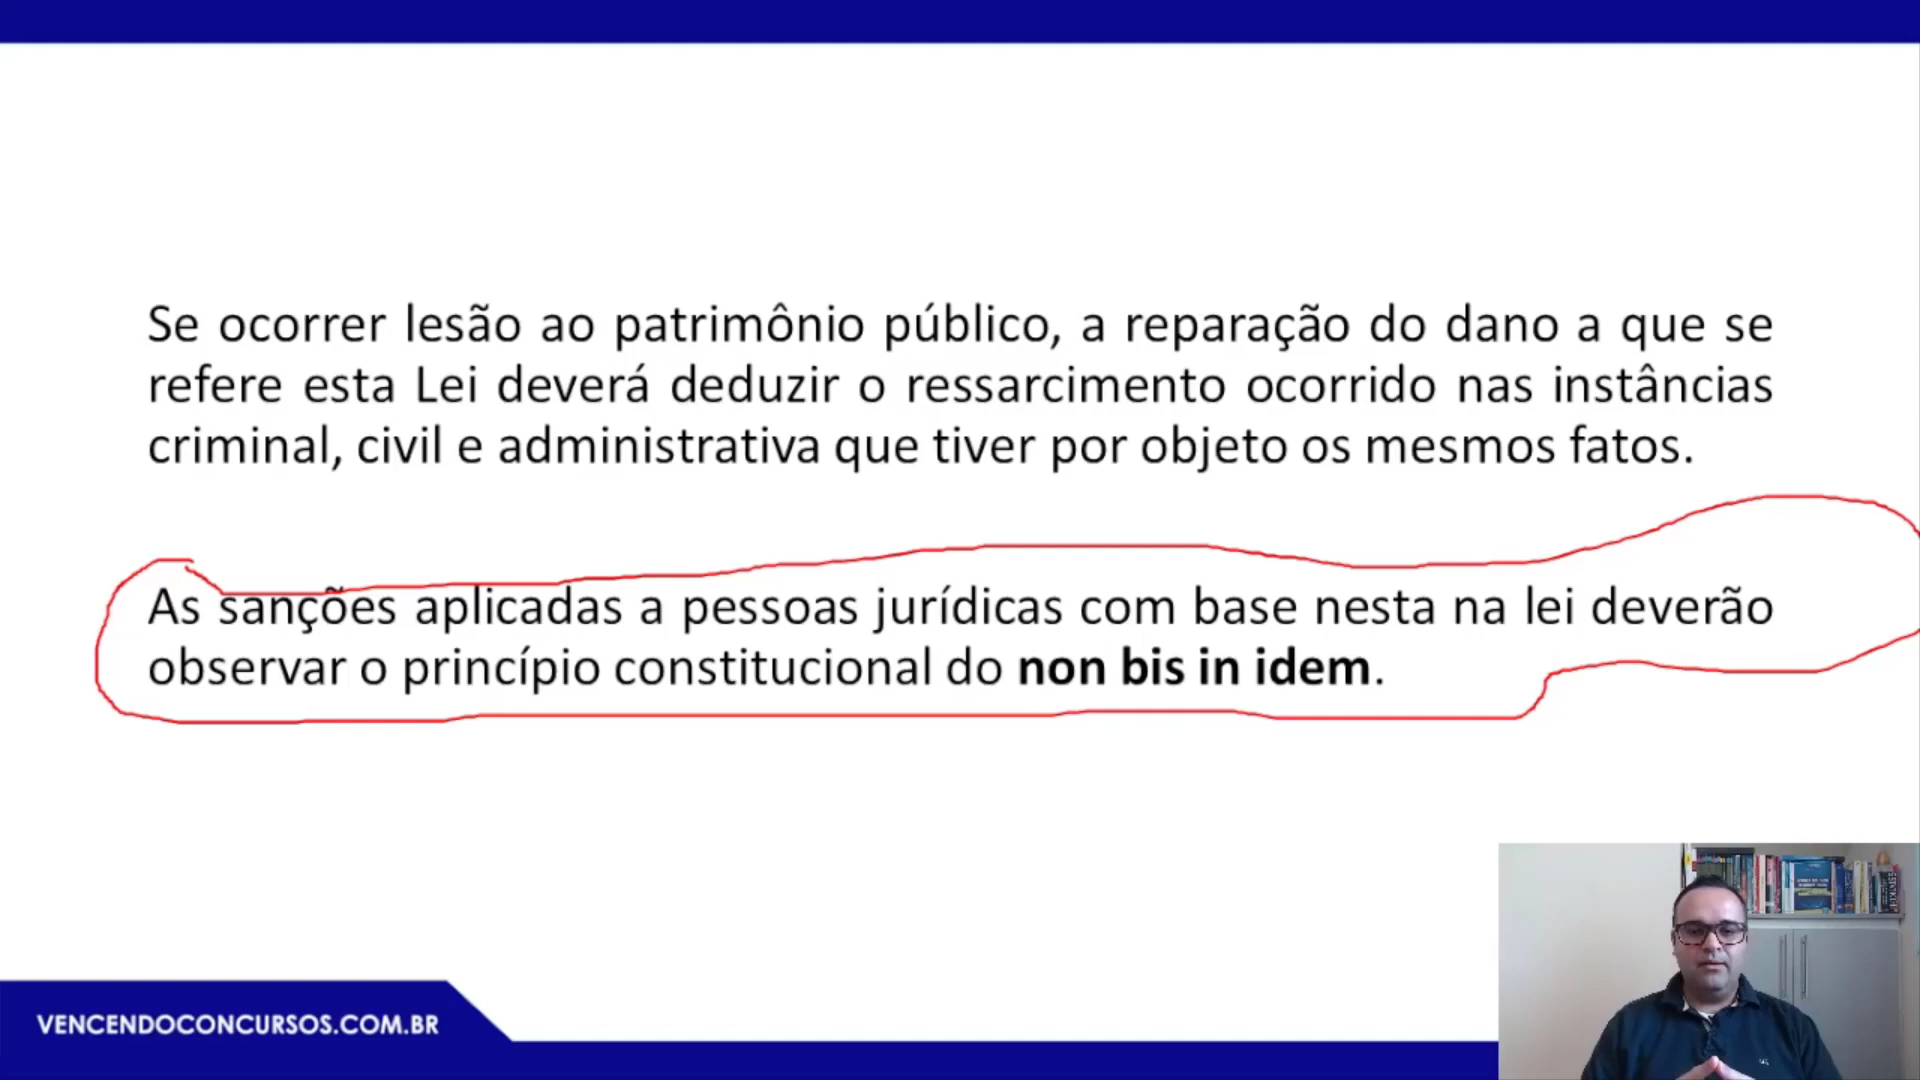 Se ocorrer lesão ao patrimônio público, a reparação do dano a que se
refere esta Lei deverá deduzir o ressarcimento ocorrido nas instâncias
criminal, civil e administrativa que tiver por objeto os mesmos fatos.
As sanções aplicadas a pessoas jurídicas com base nesta na lei deverão
observar o princípio constitucional do non bis in idem.
VENCENDOCONCURSOS.COM.BR